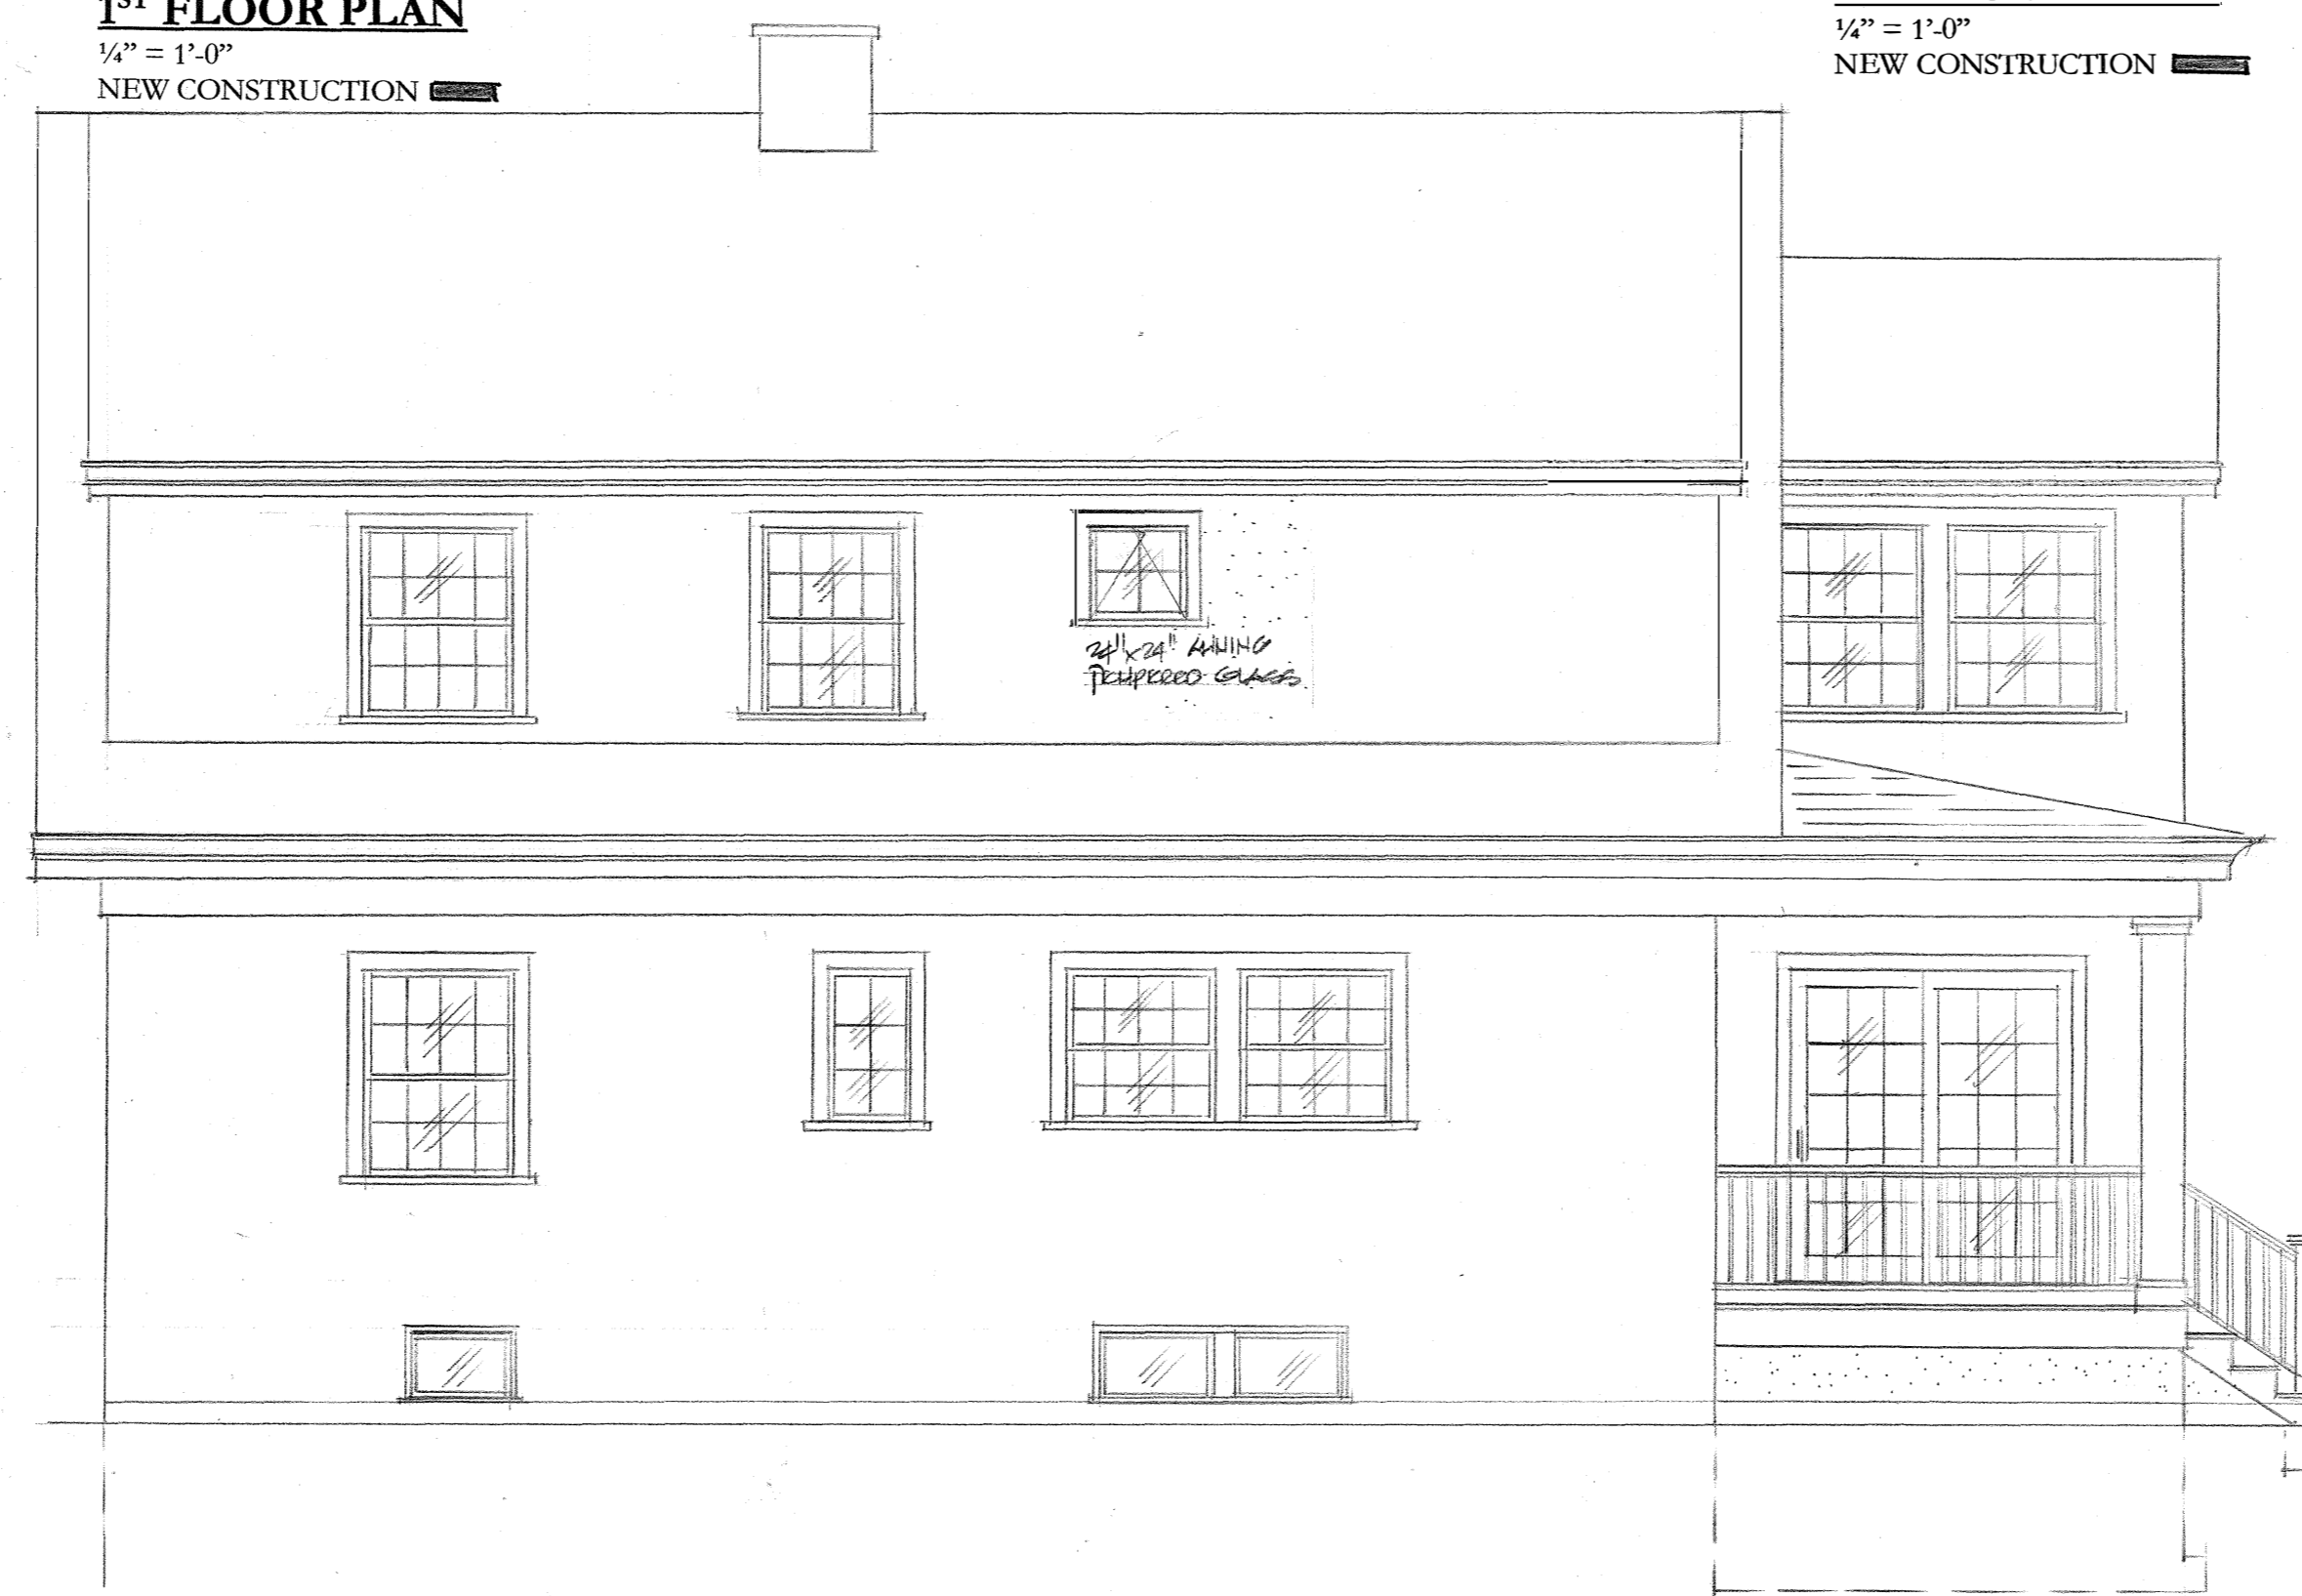 1ST FLOOR PLAN
¼” = 1’-0”
NEW CONSTRUCTION
¼” = 1’-0”
NEW CONSTRUCTION
24"x24" AWNING
TEMPERED GLASS